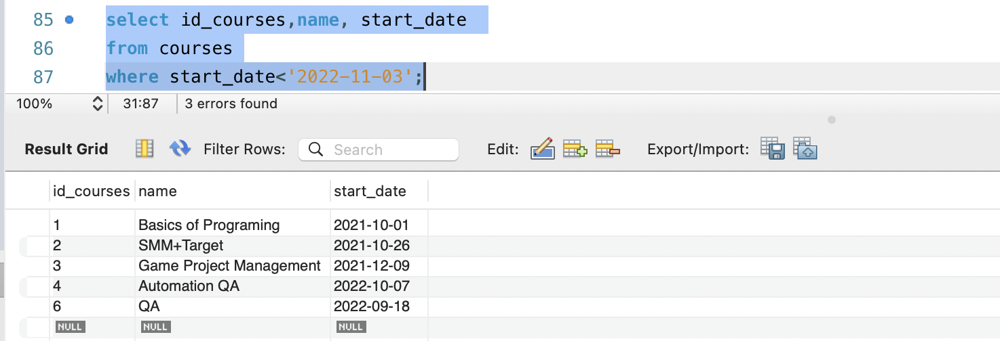 85 select id_courses,name, start_date
86 from courses
87 where start_date<'2022-11-03';
100% 31:87 3 errors found
Result Grid Filter Rows: Search Edit: Export/Import:
id_courses name start_date
1 Basics of Programing 2021-10-01
2 SMM+Target 2021-10-26
3 Game Project Management 2021-12-09
4 Automation QA 2022-10-07
6 QA 2022-09-18
NULL NULL NULL